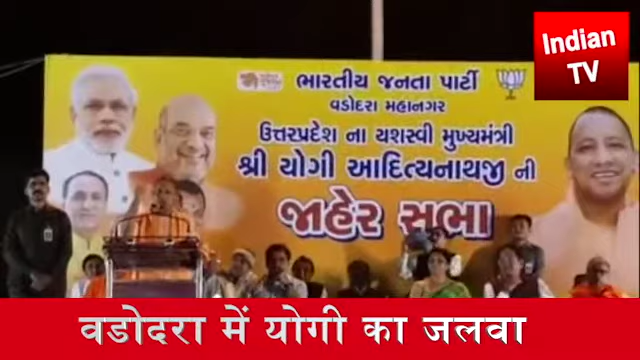 Indian
TV
ભારતીય જનતા પાર્ટી
વડોદરા મહાનગર
ઉત્તરપ્રદેશ ના યશસ્વી મુખ્યમંત્રી
શ્રી યોગી આદિત્યનાથજી ની
જાહેર સભા
वडोदरा में योगी का जलवा